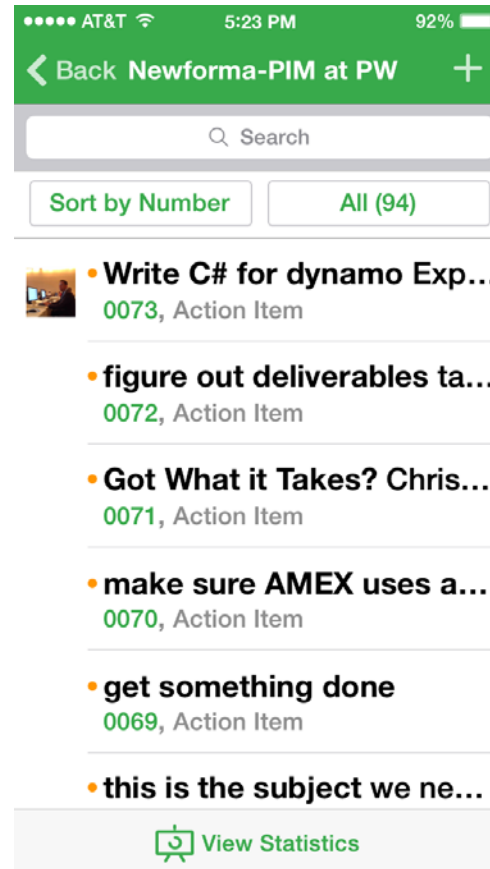 AT&T 5:23 PM 92%
Back Newforma-PIM at PW +
Search
Sort by Number All (94)
Write C# for dynamo Exp...
0073, Action Item
figure out deliverables ta...
0072, Action Item
Got What it Takes? Chris...
0071, Action Item
make sure AMEX uses a...
0070, Action Item
get something done
0069, Action Item
this is the subject we ne...
View Statistics